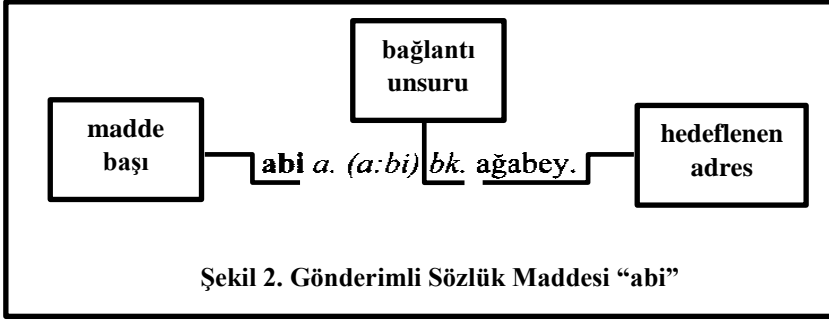 bağlantı
unsuru
madde
başı
hedeflenen
adres
abi a. (a:bi) bk. ağabey.
Şekil 2. Gönderimli Sözlük Maddesi “abi”